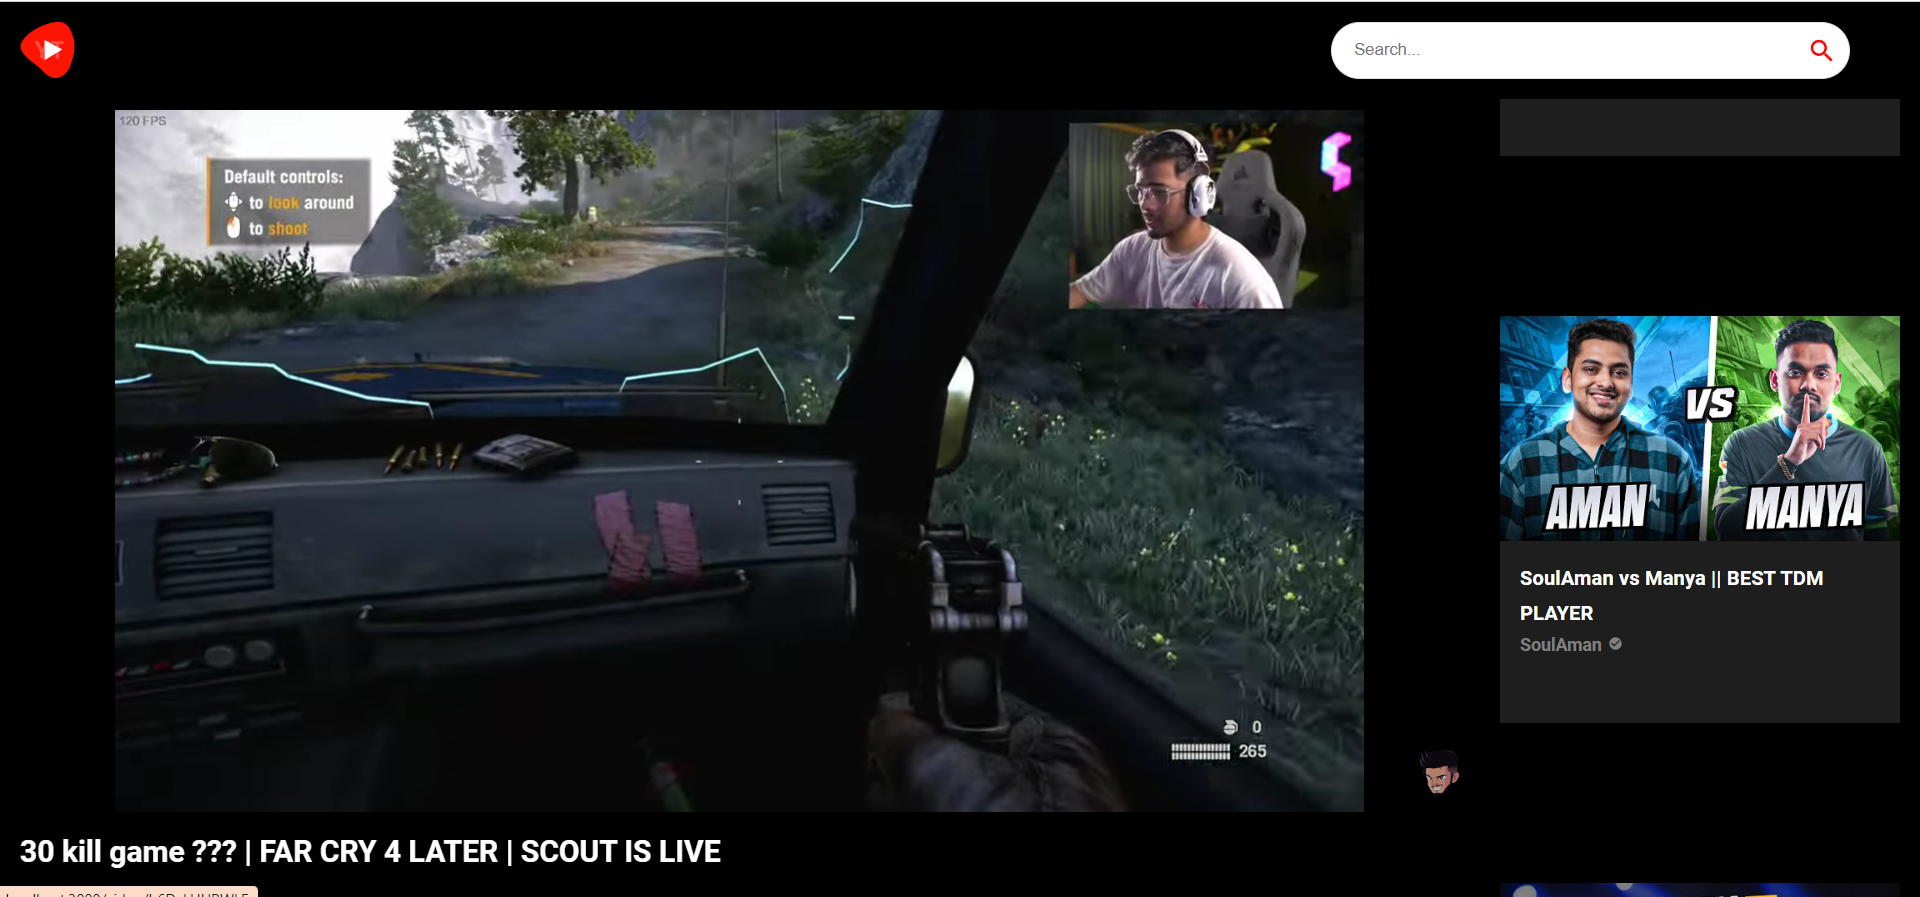 YT
Search...
120 FPS
Default controls:
to look around
to shoot
0
265
30 kill game ??? | FAR CRY 4 LATER | SCOUT IS LIVE
VS
AMAN
MANYA
SoulAman vs Manya || BEST TDM
PLAYER
SoulAman